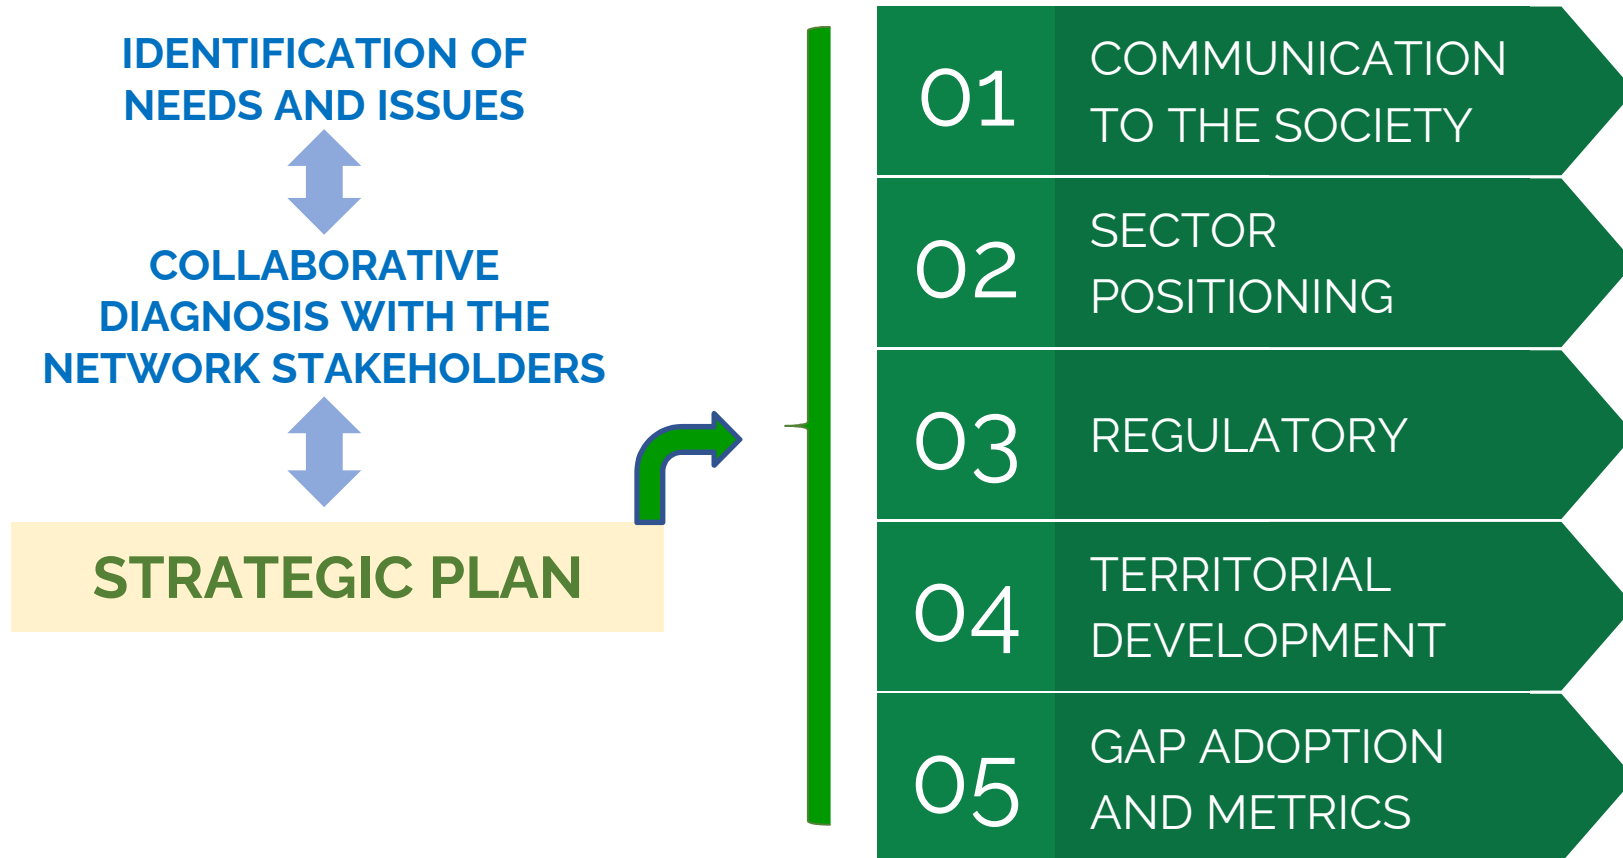 IDENTIFICATION OF
NEEDS AND ISSUES
COLLABORATIVE
DIAGNOSIS WITH THE
NETWORK STAKEHOLDERS
STRATEGIC PLAN
01
COMMUNICATION
TO THE SOCIETY
02
SECTOR
POSITIONING
03
REGULATORY
04
TERRITORIAL
DEVELOPMENT
05
GAP ADOPTION
AND METRICS